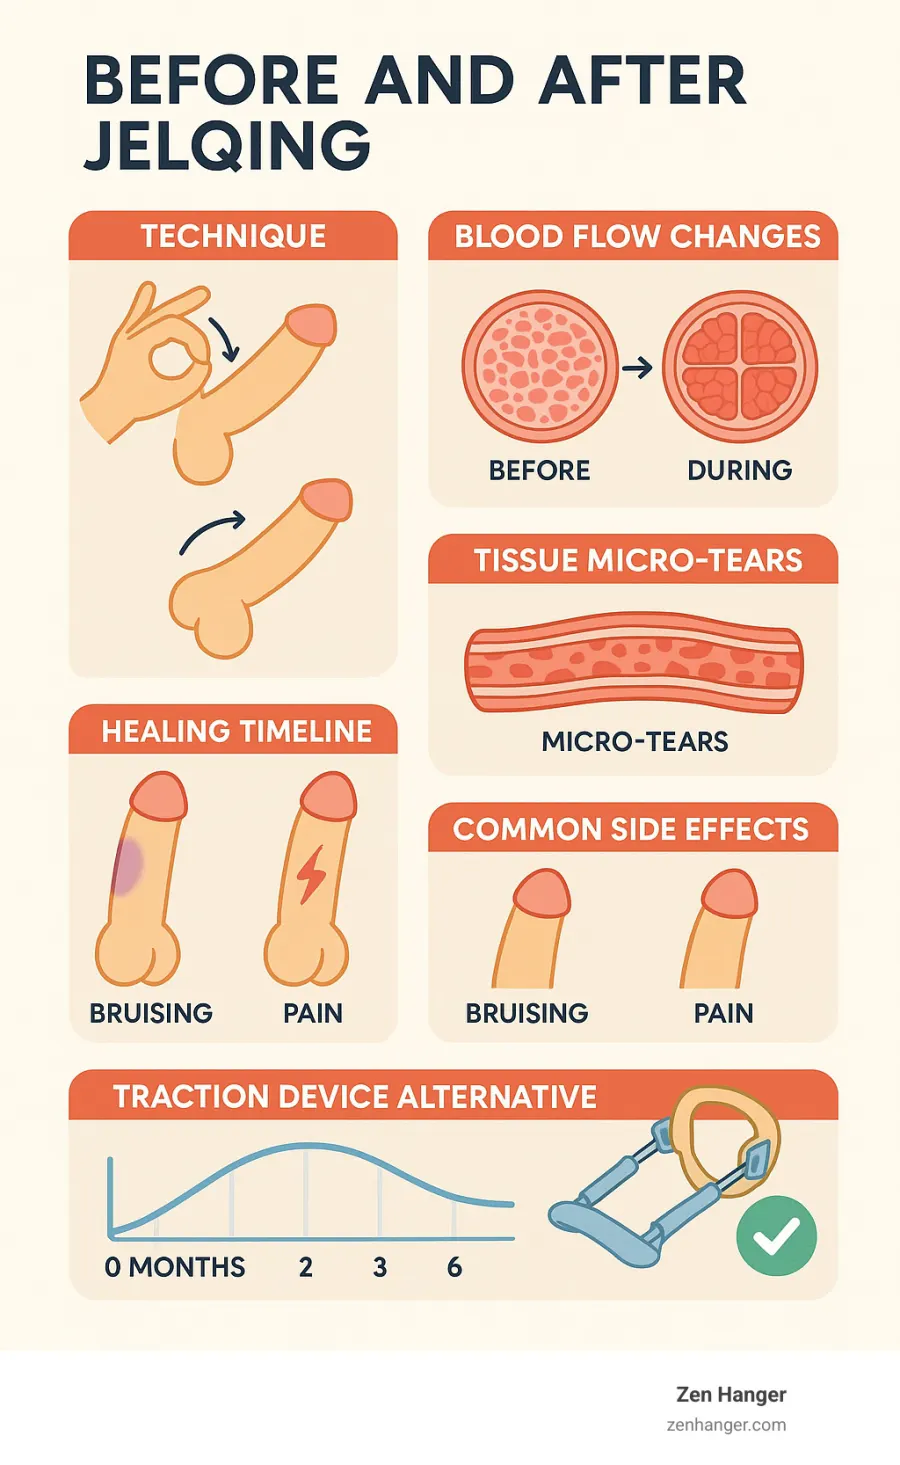 BEFORE AND AFTER
JELQING
TECHNIQUE
BLOOD FLOW CHANGES
BEFORE
DURING
TISSUE MICRO-TEARS
MICRO-TEARS
HEALING TIMELINE
BRUISING
PAIN
COMMON SIDE EFFECTS
BRUISING
PAIN
TRACTION DEVICE ALTERNATIVE
0 MONTHS 2 3 6
Zen Hanger
zenhanger.com